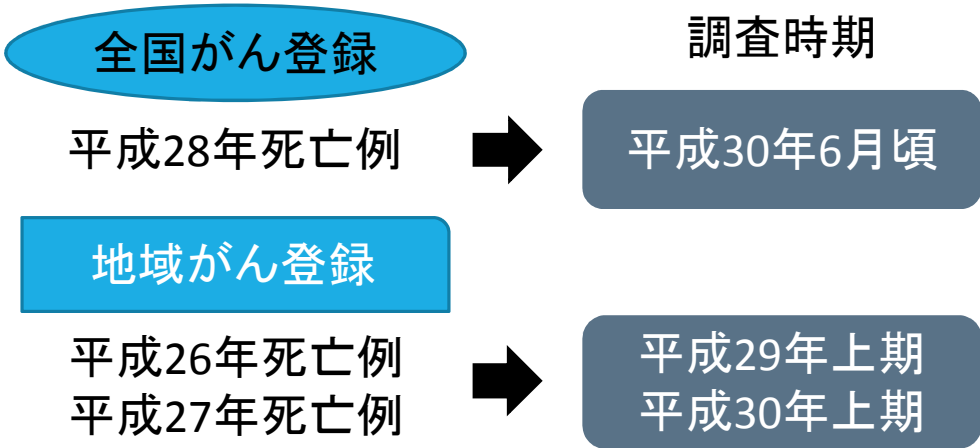 全国がん登録
調査時期
平成28年死亡例
平成30年6月頃
地域がん登録
平成26年死亡例
平成27年死亡例
平成29年上期
平成30年上期